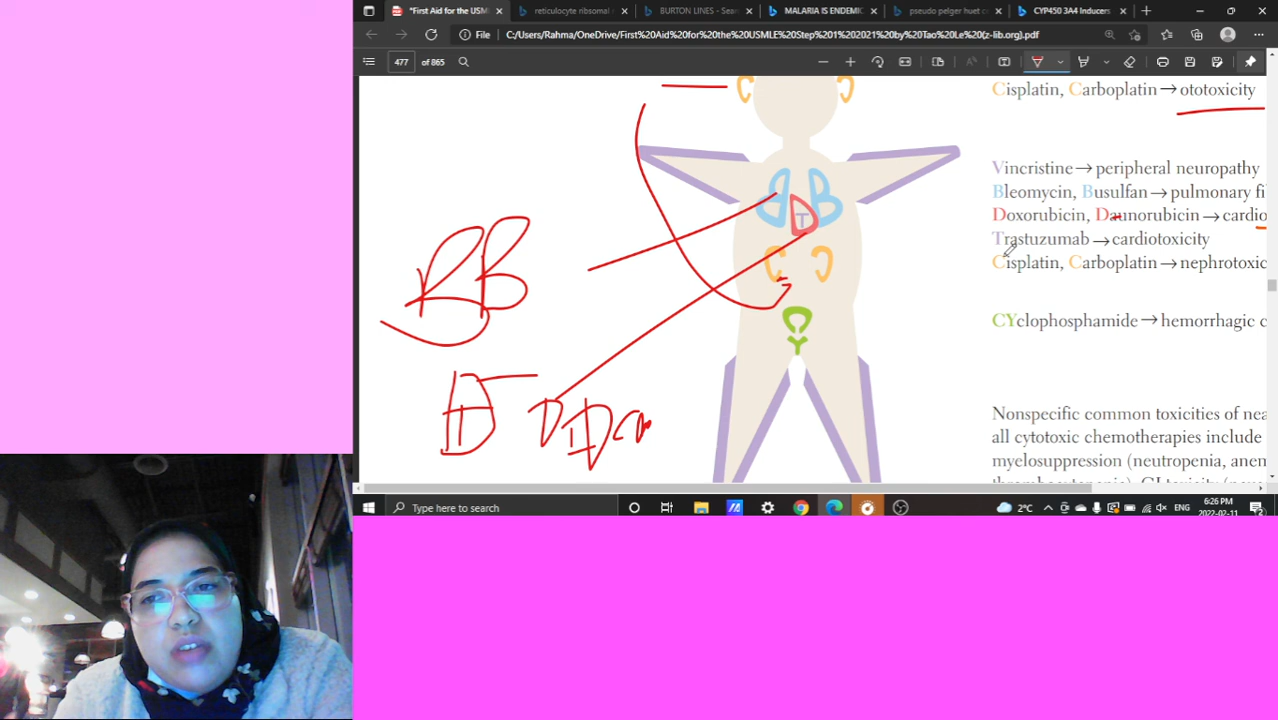 "First Aid for the USM
reticulocyte ribsomal r
BURTON LINES - Sear
MALARIA IS ENDEMIC
pseudo pelger huet c
CYP450 3A4 Inducers
File
C:/Users/Rahma/OneDrive/First%20Aid%20for%20the%20USMLE%20Step%201%202021%20by%20Tao%20Le%20(z-lib.org).pdf
477 of 865
Cisplatin, Carboplatin → ototoxicity
Vincristine → peripheral neuropathy
Bleomycin, Busulfan → pulmonary fi
Doxorubicin, Daunorubicin → cardio
Trastuzumab → cardiotoxicity
Cisplatin, Carboplatin → nephrotoxic
CYclophosphamide → hemorrhagic c
Nonspecific common toxicities of nea
all cytotoxic chemotherapies include
myelosuppression (neutropenia, anem
C
B B
D
T
C
C
Y
BB
D
Type here to search
2°C
ENG
6:26 PM
2022-02-11